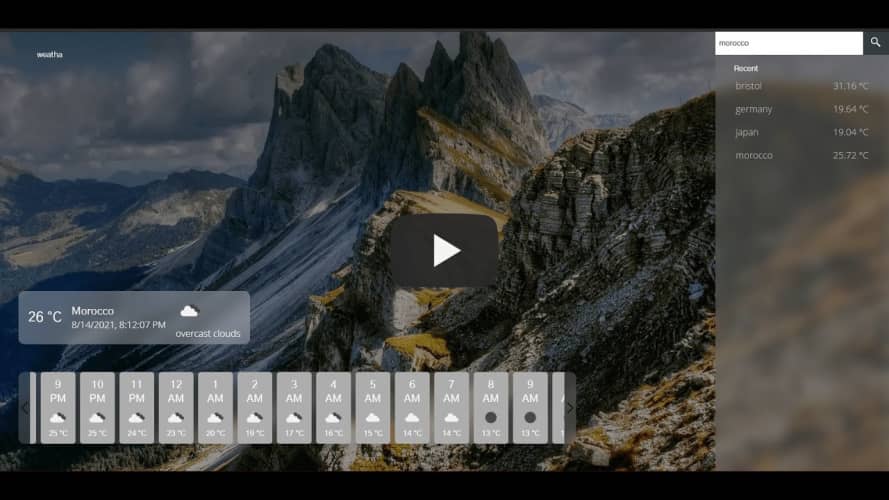 weatha
morocco
Recent
bristol 31.16 °C
germany 19.64 °C
japan 19.04 °C
morocco 25.72 °C
26 °C
Morocco
8/14/2021, 8:12:07 PM
overcast clouds
9 10 11 12 1 2 3 4 5 6 7 8 9
PM PM PM AM AM AM AM AM AM AM AM AM AM
25 °C 25 °C 24 °C 23 °C 20 °C 19 °C 17 °C 16 °C 15 °C 14 °C 14 °C 13 °C 13 °C